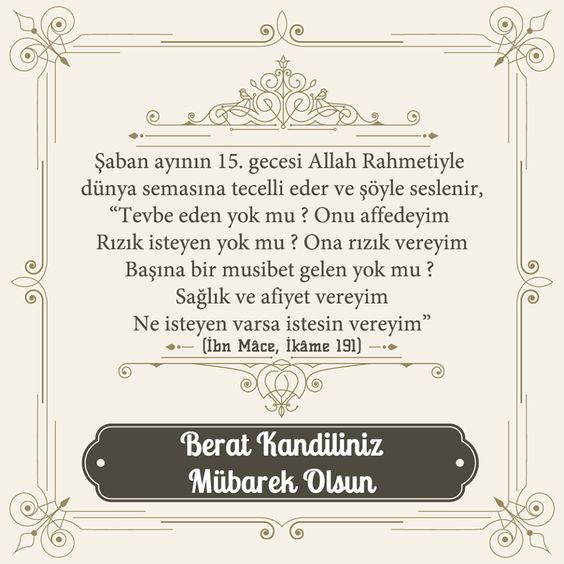 Şaban ayının 15. gecesi Allah Rahmetiyle
dünya semasına tecelli eder ve şöyle seslenir,
“Tevbe eden yok mu ? Onu affedeyim
Rızık isteyen yok mu ? Ona rızık vereyim
Başına bir musibet gelen yok mu ?
Sağlık ve afiyet vereyim
Ne isteyen varsa istesin vereyim”
(İbn Mâce, İkâme 191)
Berat Kandiliniz
Mübarek Olsun